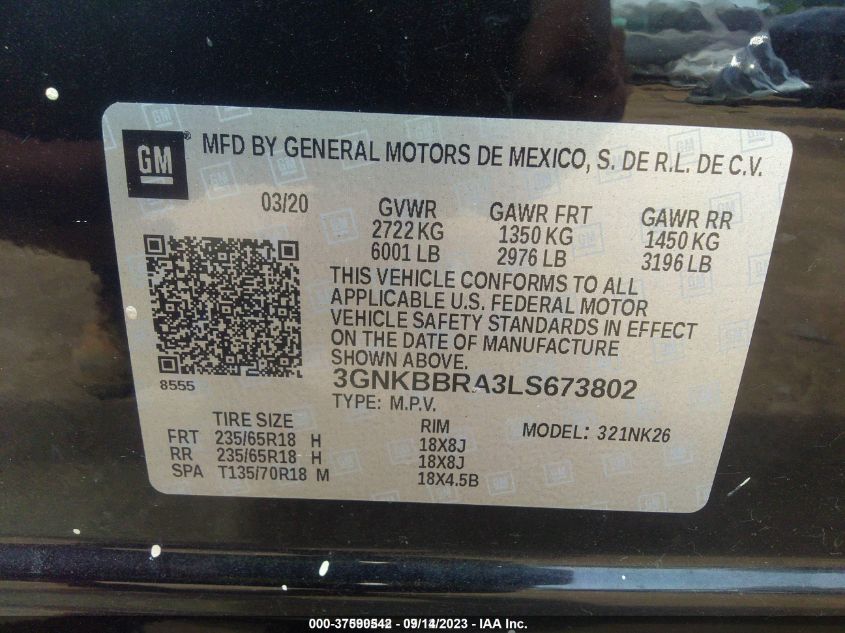 GM ® MFD BY GENERAL MOTORS DE MEXICO, S. DE R.L. DE C.V.
03/20 GVWR GAWR FRT GAWR RR
2722 KG 1350 KG 1450 KG
6001 LB 2976 LB 3196 LB
THIS VEHICLE CONFORMS TO ALL
APPLICABLE U.S. FEDERAL MOTOR
VEHICLE SAFETY STANDARDS IN EFFECT
ON THE DATE OF MANUFACTURE
SHOWN ABOVE.
8555 3GNKBBRA3LS673802
TYPE: M.P.V.
TIRE SIZE RIM MODEL: 321NK26
FRT 235/65R18 H 18X8J
RR 235/65R18 H 18X8J
SPA T135/70R18 M 18X4.5B
000-37590542 - 09/14/2023 - IAA Inc.